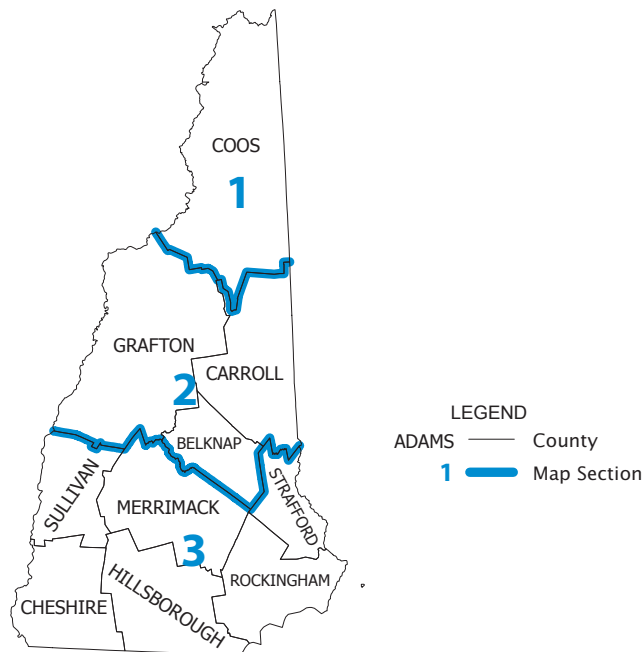 COOS
1
GRAFTON
2
CARROLL
LEGEND
ADAMS County
1 Map Section
BELKNAP
SULLIVAN
MERRIMACK
STRAFFORD
3
ROCKINGHAM
HILLSBOROUGH
CHESHIRE